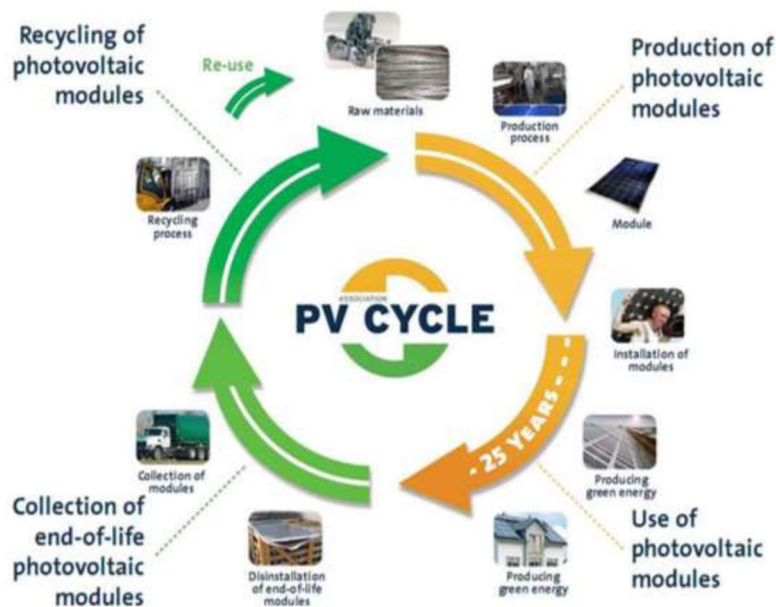 Recycling of
photovoltaic
modules
Re-use
Raw materials
Production
process
Production of
photovoltaic
modules
Module
Recycling
process
ASSOCIATION
PV CYCLE
Installation of
modules
- 25 YEARS - - -
Producing
green energy
Collection of
modules
Collection of
end-of-life
photovoltaic
modules
Disinstallation
of end-of-life
modules
Producing
green energy
Use of
photovoltaic
modules